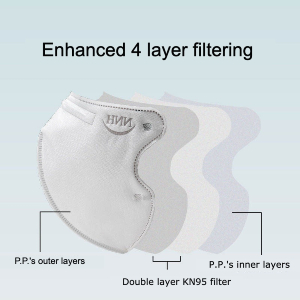 Enhanced 4 layer filtering
HNN
P.P.'s outer layers
P.P.'s inner layers
Double layer KN95 filter